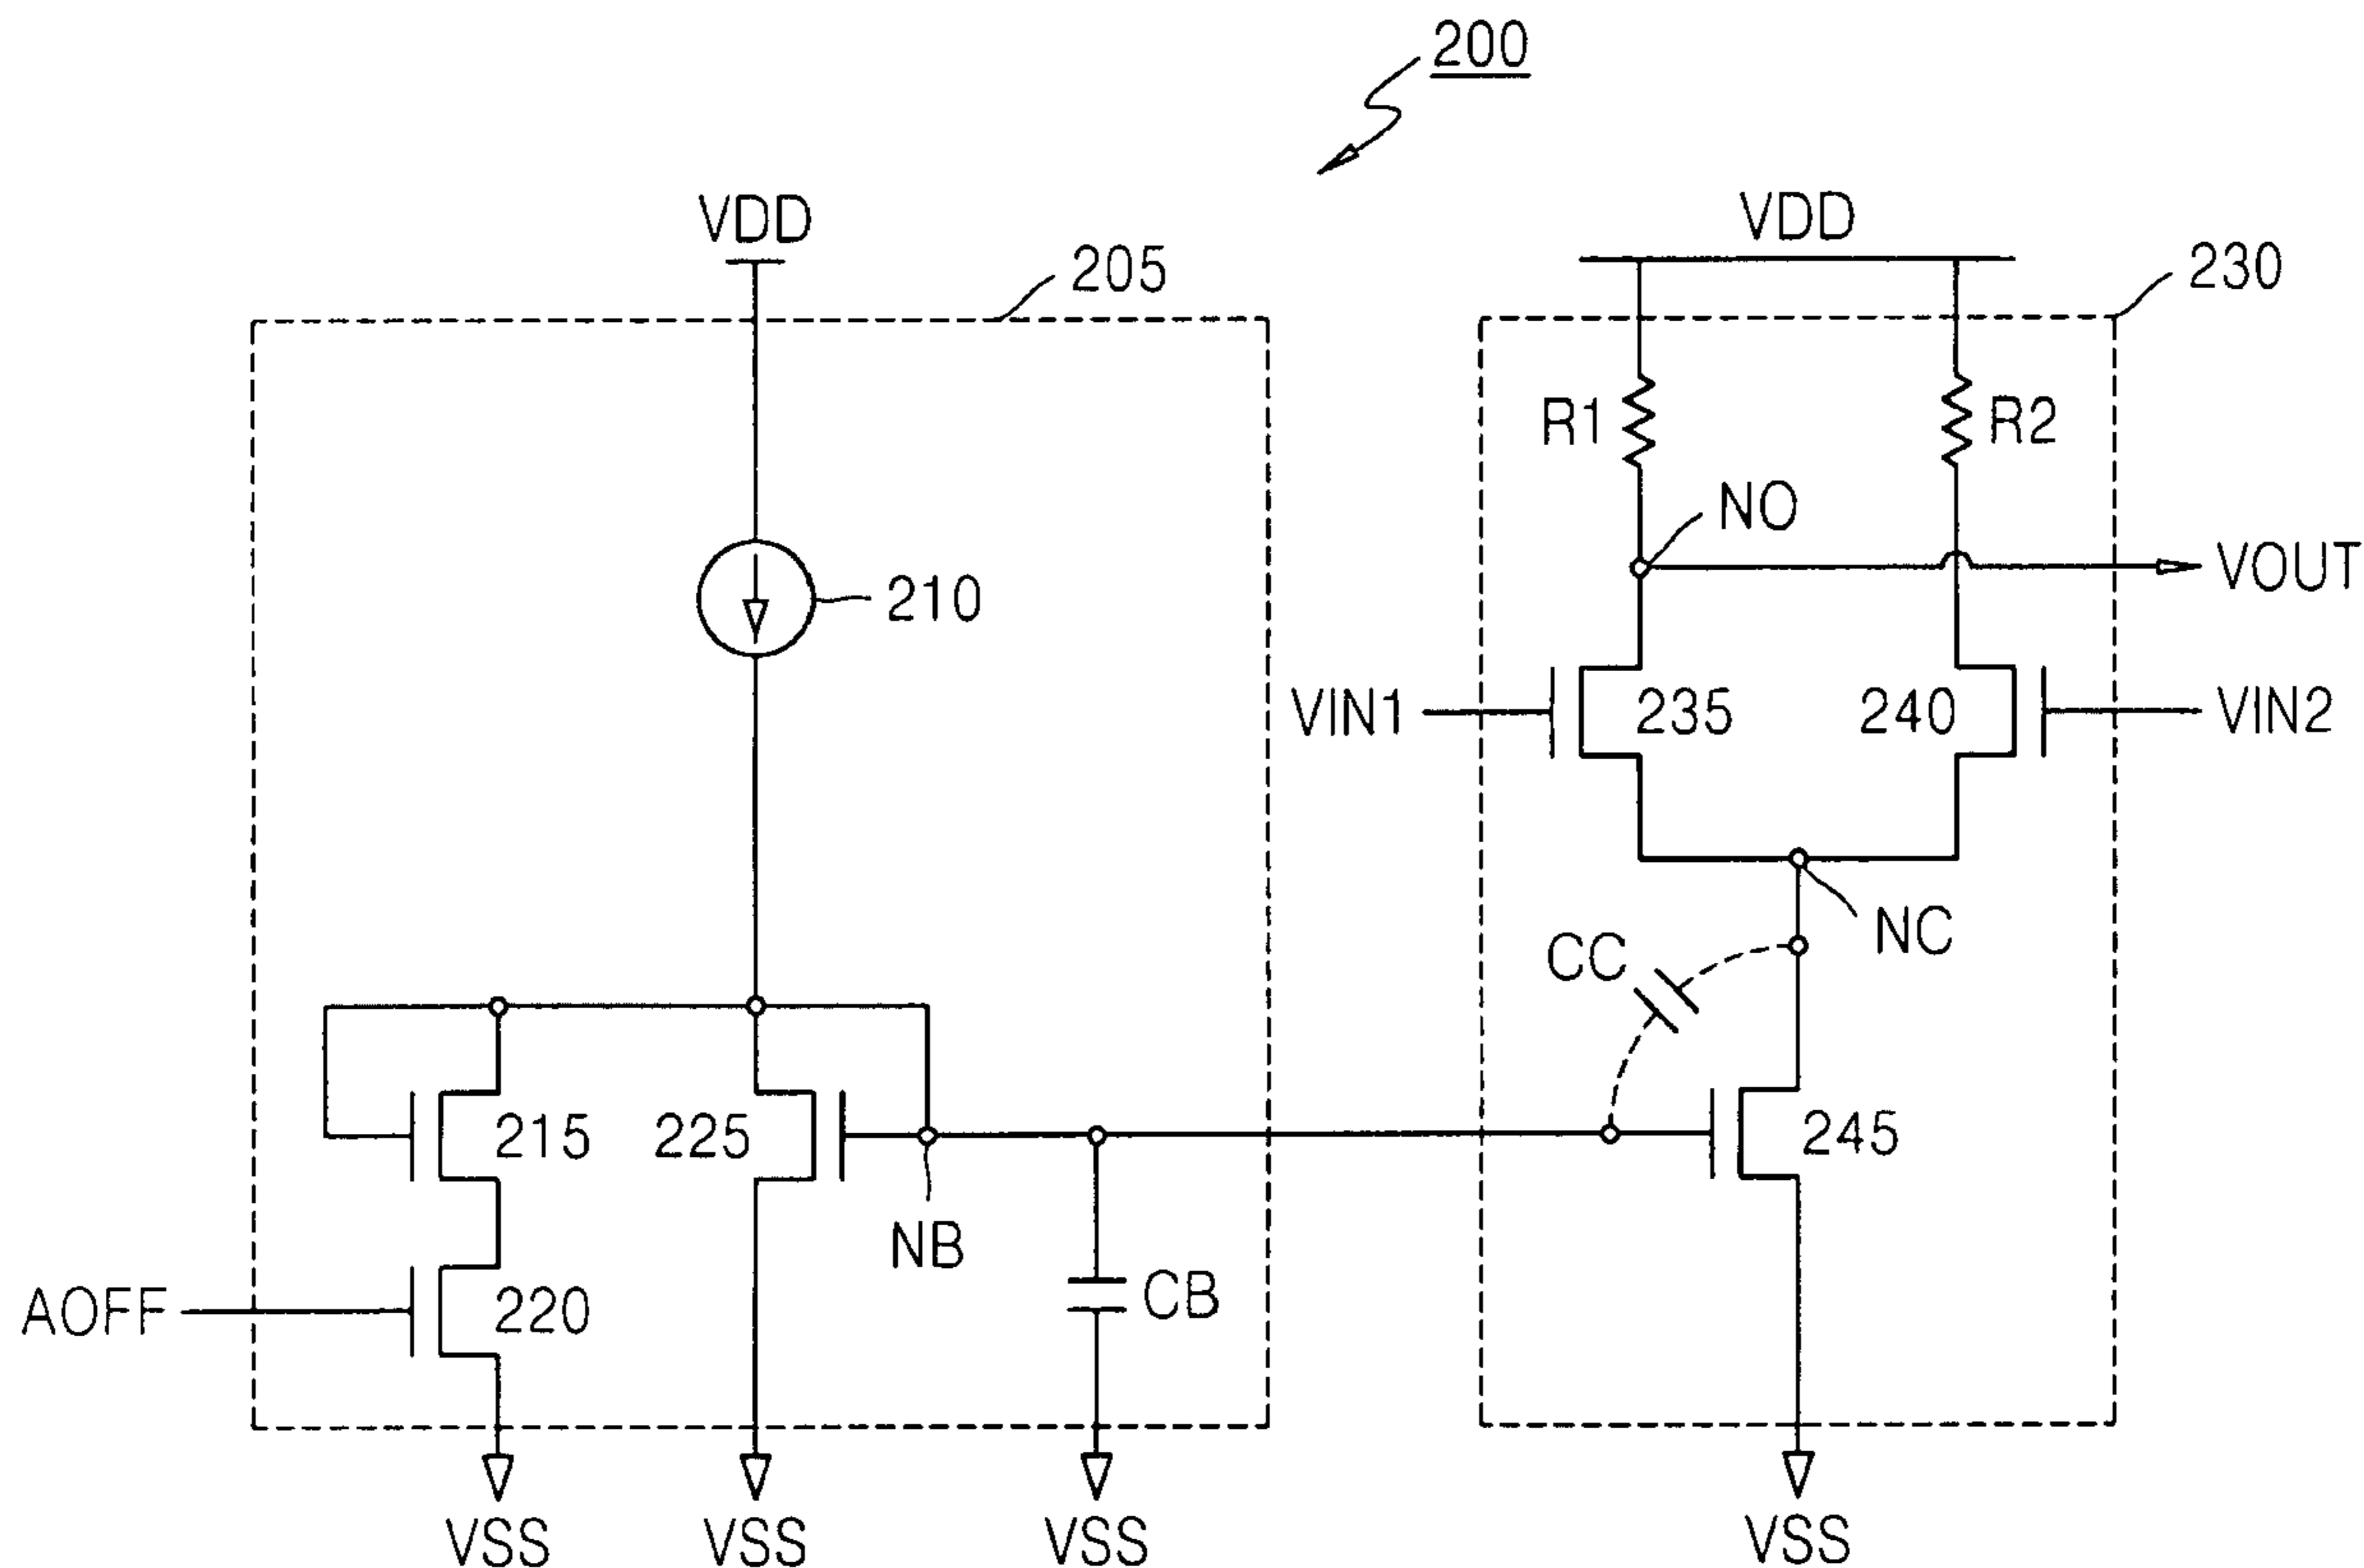 200
VDD
VDD
205
230
R1
R2
NO
VOUT
210
VIN1
235
240
VIN2
NC
CC
215
225
245
NB
AOFF
220
CB
VSS
VSS
VSS
VSS